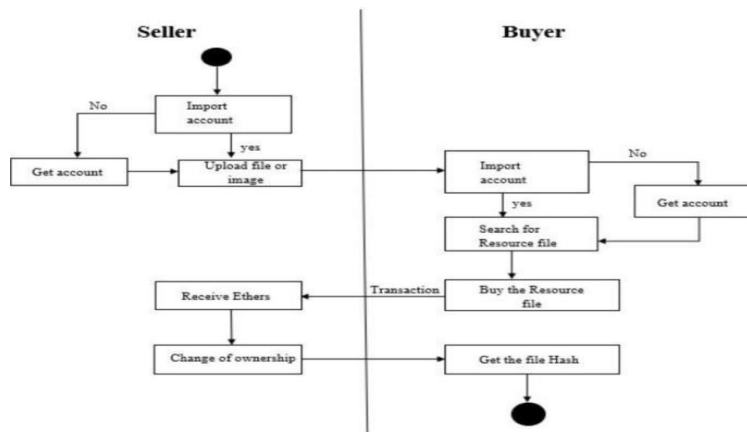 Seller
Buyer
No
Import
account
yes
Get account
Upload file or
image
Import
account
No
yes
Get account
Search for
Resource file
Receive Ethers
Transaction
Buy the Resource
file
Change of ownership
Get the file Hash